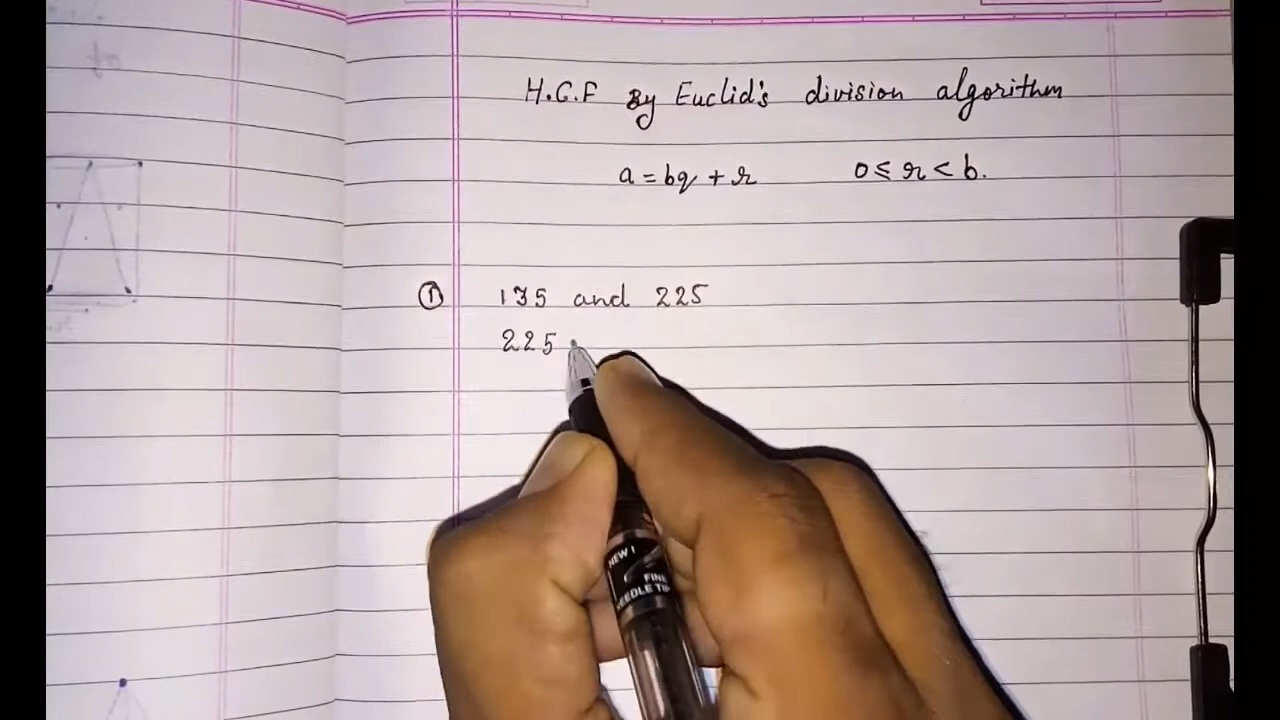 H.C.F By Euclid's division algorithm
a = bq + r 0 ≤ r < b.
① 135 and 225
225
NEW
FINE
NEEDLE TIP